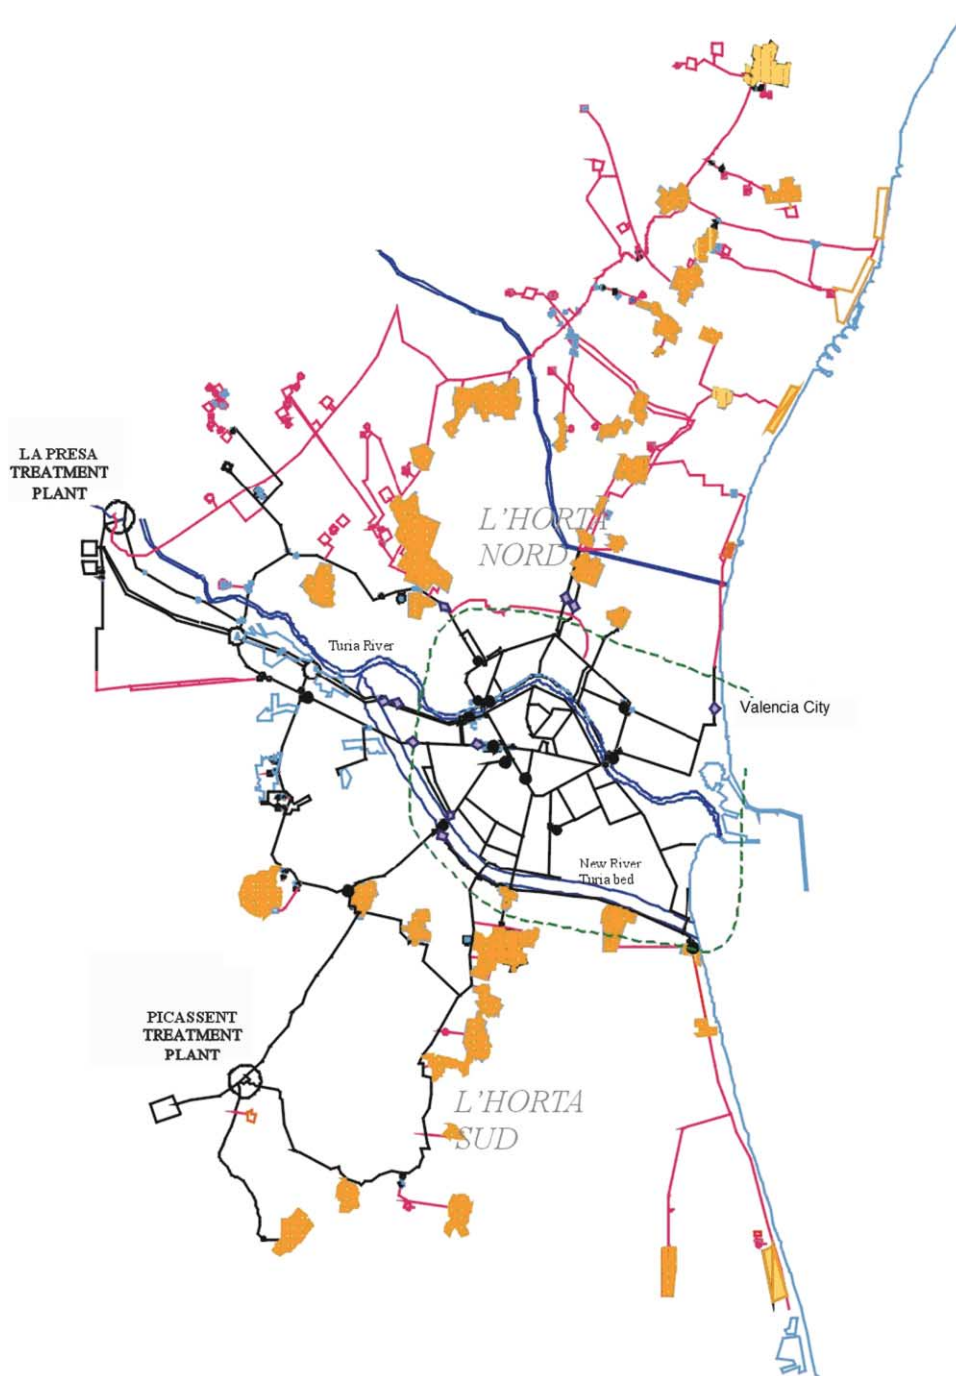 LA PRESA
TREATMENT
PLANT
L'HORTA
NORD
Turia River
Valencia City
New River
Turia bed
PICASSENT
TREATMENT
PLANT
L'HORTA
SUD